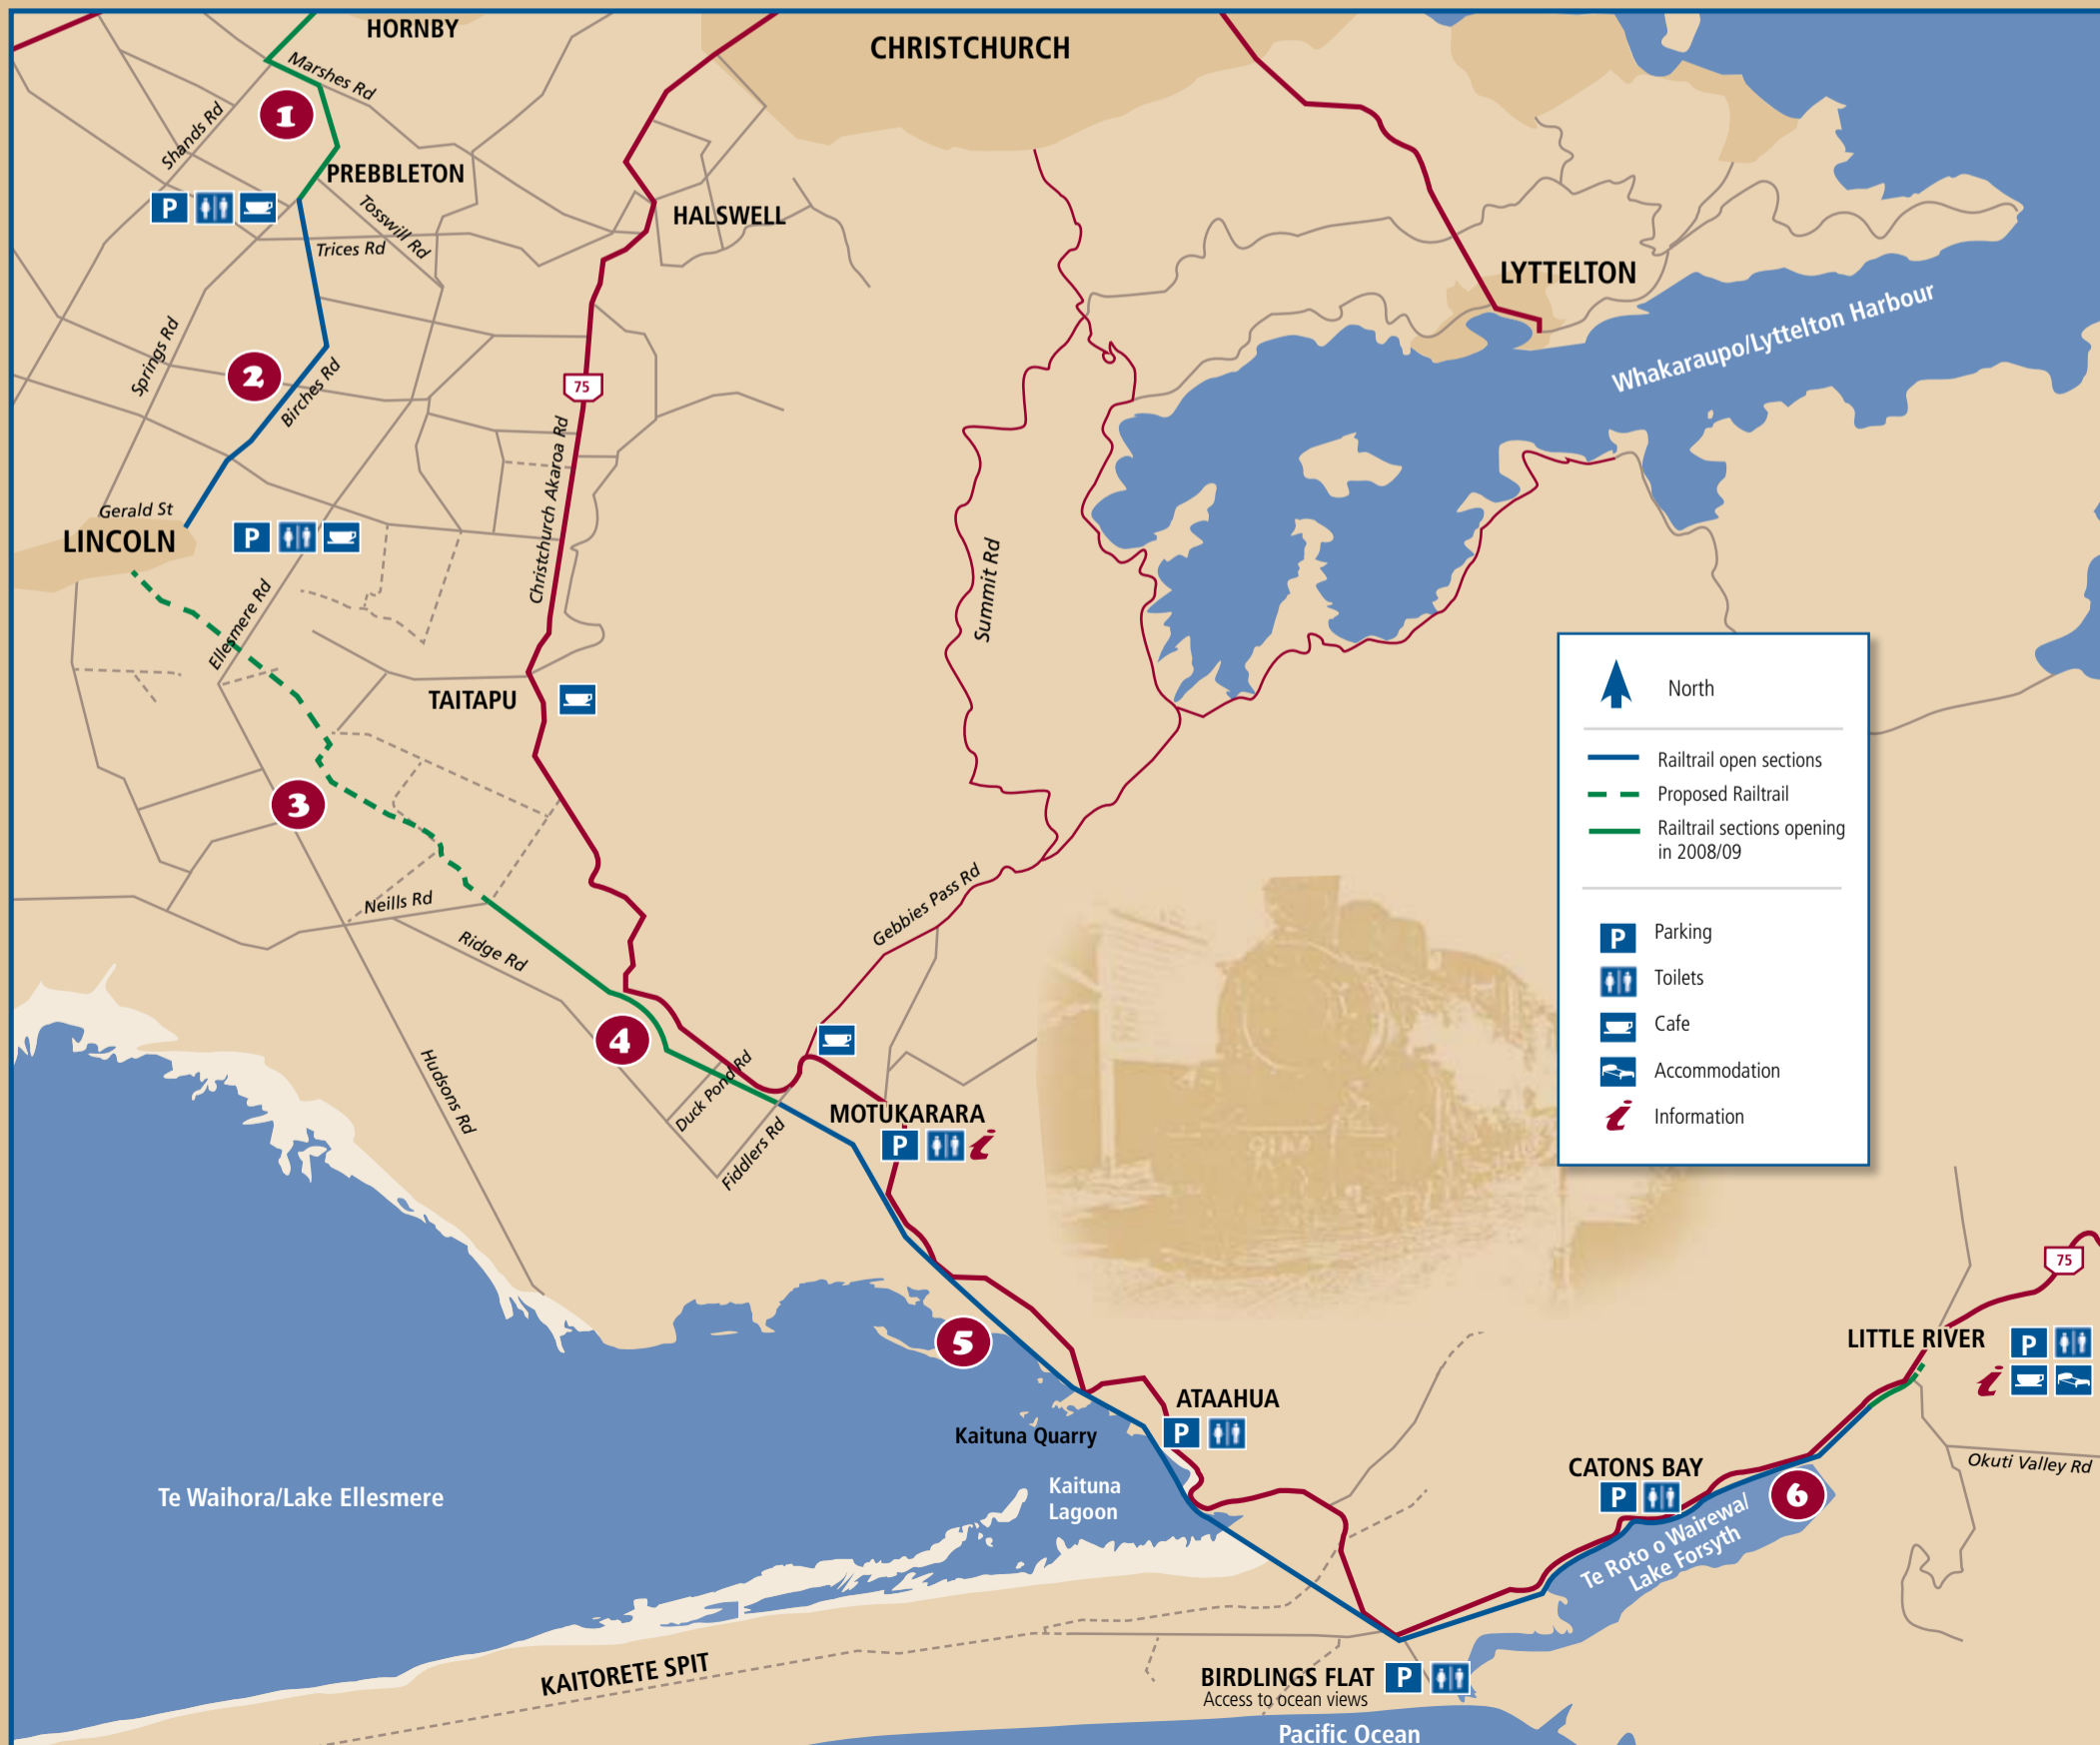 HORNBY
CHRISTCHURCH
Marshes Rd
1
Shands Rd
PREBBLETON
P
Tosswill Rd
HALSWELL
Trices Rd
LYTTELTON
Whakaraupo/Lyttelton Harbour
Springs Rd
2
Birches Rd
75
Christchurch Akaroa Rd
Gerald St
LINCOLN
P
Summit Rd
Ellesmere Rd
TAITAPU
North
Railtrail open sections
Proposed Railtrail
Railtrail sections opening
in 2008/09
P Parking
Toilets
Cafe
Accommodation
i Information
3
Neills Rd
Ridge Rd
Gebbies Pass Rd
4
Hudsons Rd
Duck Pond Rd
Fiddlers Rd
MOTUKARARA
P i
75
5
LITTLE RIVER
P
i
ATAAHUA
P
Kaituna Quarry
CATONS BAY
P
6
Okuti Valley Rd
Te Waihora/Lake Ellesmere
Kaituna
Lagoon
Te Roto o Wairewa/
Lake Forsyth
KAITORETE SPIT
BIRDLINGS FLAT
P
Access to ocean views
Pacific Ocean